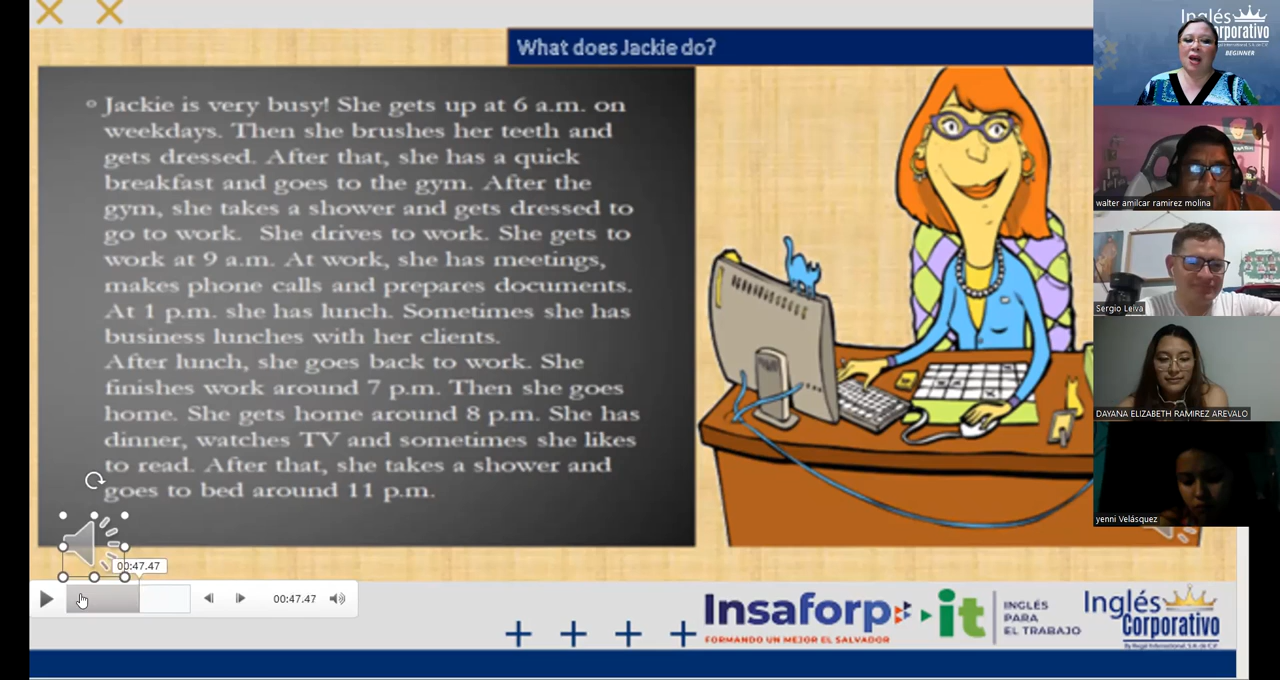 What does Jackie do?
Jackie is very busy! She gets up at 6 a.m. on
weekdays. Then she brushes her teeth and
gets dressed. After that, she has a quick
breakfast and goes to the gym. After the
gym, she takes a shower and gets dressed to
go to work. She drives to work. She gets to
work at 9 a.m. At work, she has meetings,
makes phone calls and prepares documents.
At 1 p.m. she has lunch. Sometimes she has
business lunches with her clients.
After lunch, she goes back to work. She
finishes work around 7 p.m. Then she goes
home. She gets home around 8 p.m. She has
dinner, watches TV and sometimes she likes
to read. After that, she takes a shower and
goes to bed around 11 p.m.
00:47.47
00:47.47
Insaforp
FORMANDO UN MEJOR EL SALVADOR
it
INGLÉS
PARA
EL TRABAJO
Inglés
Corporativo
Inglés
Corporativo
BEGINNER
walter amilcar ramirez molina
Sergio Leiva
DAYANA ELIZABETH RAMIREZ AREVALO
yenni Velásquez